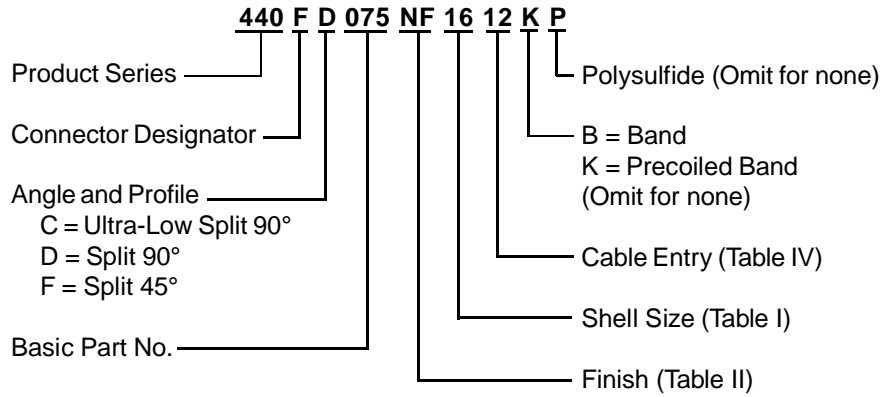 440 F D 075 NF 16 12 K P
Product Series
Connector Designator
Angle and Profile
C = Ultra-Low Split 90°
D = Split 90°
F = Split 45°
Basic Part No.
Polysulfide (Omit for none)
B = Band
K = Precoiled Band
(Omit for none)
Cable Entry (Table IV)
Shell Size (Table I)
Finish (Table II)